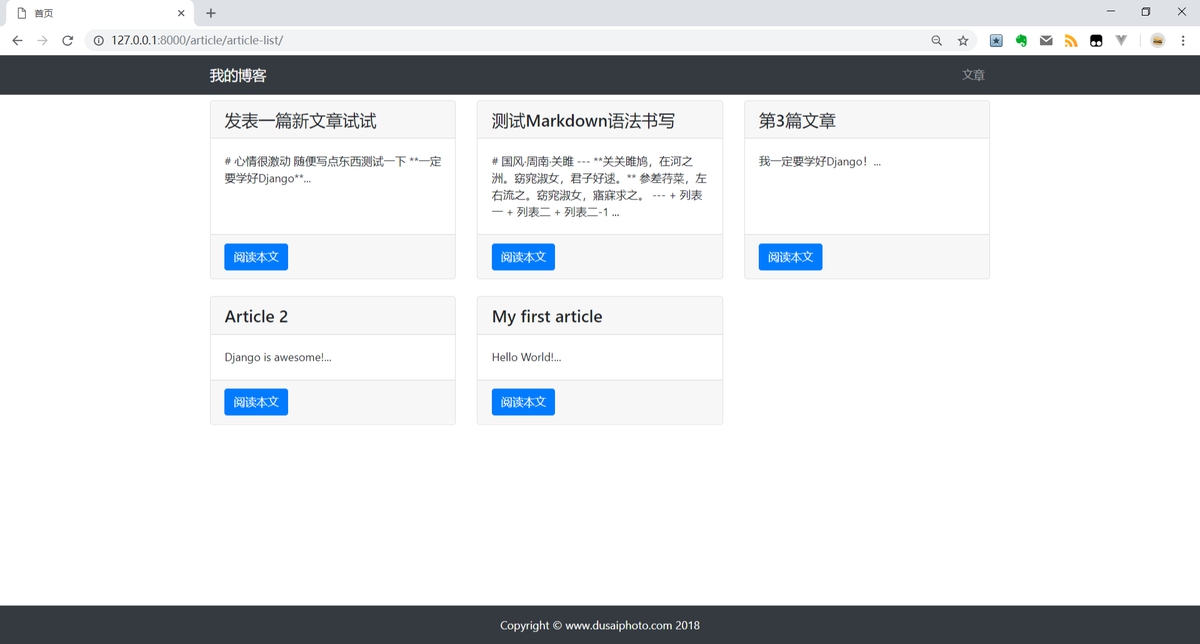 首页
127.0.0.1:8000/article/article-list/
我的博客
文章
发表一篇新文章试试
# 心情很激动 随便写点东西测试一下 **一定
要学好Django**...
阅读本文
测试Markdown语法书写
# 国风·周南·关雎 --- **关关雎鸠，在河之
洲。窈窕淑女，君子好逑。** 参差荇菜，左
右流之。窈窕淑女，寤寐求之。 --- + 列表
一 + 列表二 + 列表二-1 ...
阅读本文
第3篇文章
我一定要学好Django！...
阅读本文
Article 2
Django is awesome!...
阅读本文
My first article
Hello World!...
阅读本文
Copyright © www.dusaiphoto.com 2018